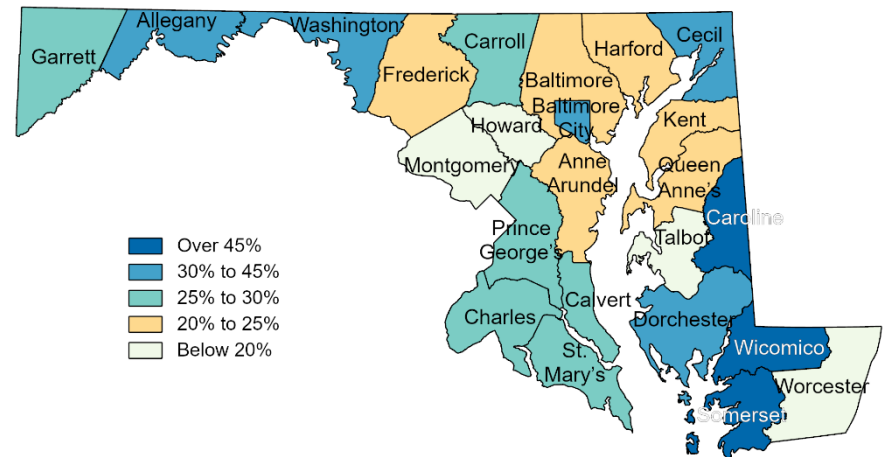 Garrett
Allegany
Washington
Frederick
Carroll
Baltimore
Baltimore
City
Harford
Cecil
Kent
Queen
Anne's
Howard
Montgomery
Anne
Arundel
Prince
George's
Caroline
Talbot
Calvert
Charles
St.
Mary's
Dorchester
Wicomico
Worcester
Somerset
Over 45%
30% to 45%
25% to 30%
20% to 25%
Below 20%